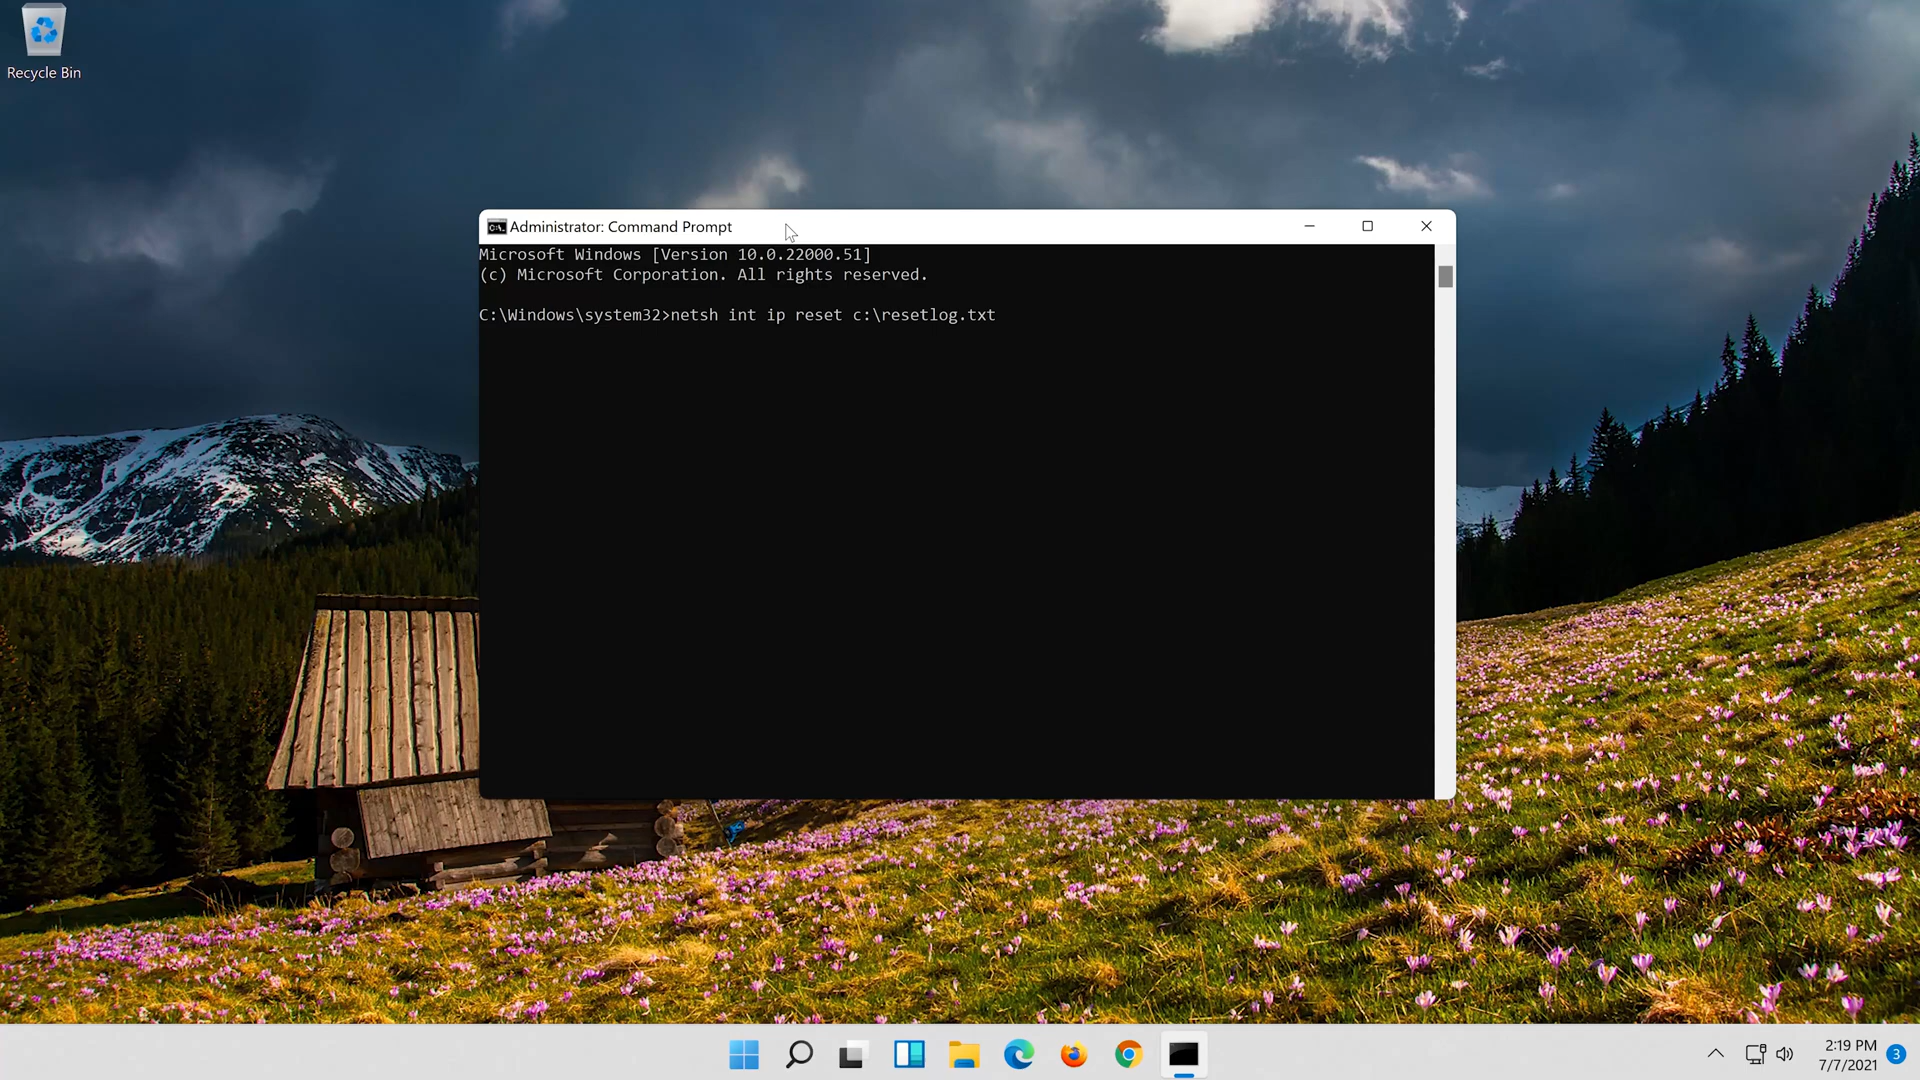 Recycle Bin
Administrator: Command Prompt
Microsoft Windows [Version 10.0.22000.51]
(c) Microsoft Corporation. All rights reserved.
C:\Windows\system32>netsh int ip reset c:\resetlog.txt
2:19 PM
7/7/2021
3